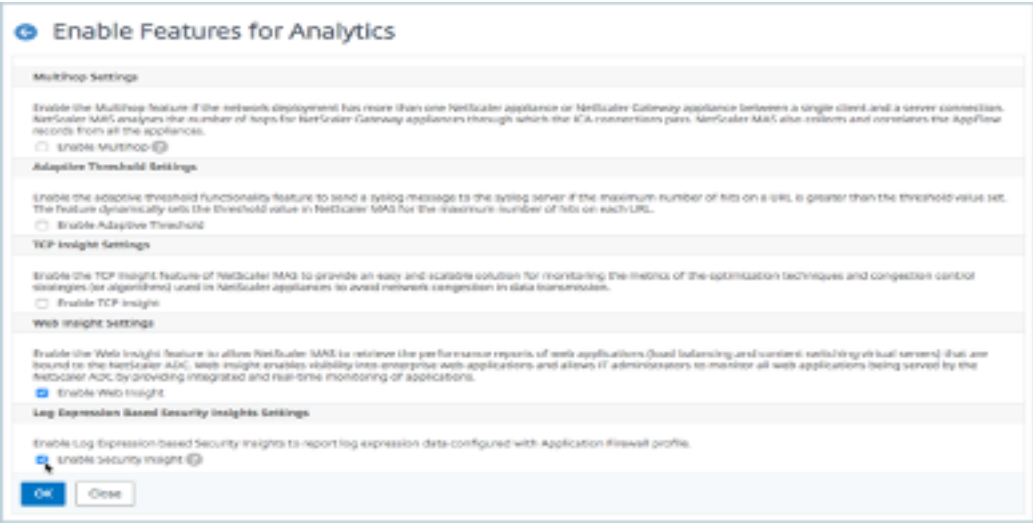 Enable Features for Analytics
Multihop Settings
Enable the Multihop feature if the network deployment has more than one NetScaler appliance or NetScaler Gateway appliance between a single client and a server connection.
NetScaler MAS analyses the number of hops for NetScaler Gateway appliances through which the ICA connections pass. NetScaler MAS also collects and correlates the AppFlow
records from all the appliances.
Enable Multihop
Adaptive Threshold Settings
Enable the adaptive threshold functionality feature to send a syslog message to the syslog server if the maximum number of hits on a URL is greater than the threshold value set.
The feature dynamically sets the threshold value in NetScaler MAS for the maximum number of hits on each URL.
Enable Adaptive Threshold
TCP Insight Settings
Enable the TCP Insight feature of NetScaler MAS to provide an easy and scalable solution for monitoring the metrics of the optimization techniques and congestion control
strategies (or algorithms) used in NetScaler appliances to avoid network congestion in data transmission.
Enable TCP Insight
Web Insight Settings
Enable the Web Insight feature to allow NetScaler MAS to retrieve the performance reports of web applications (load balancing and content switching virtual servers) that are
bound to the NetScaler ADC. Web Insight enables visibility into enterprise web applications and allows IT administrators to monitor all web applications being served by the
NetScaler ADC by providing integrated and real-time monitoring of applications.
Enable Web Insight
Log Expression Based Security Insights Settings
Enable Log Expression based Security Insights to report log expression data configured with Application Firewall profile.
Enable Security Insight ?
OK Close